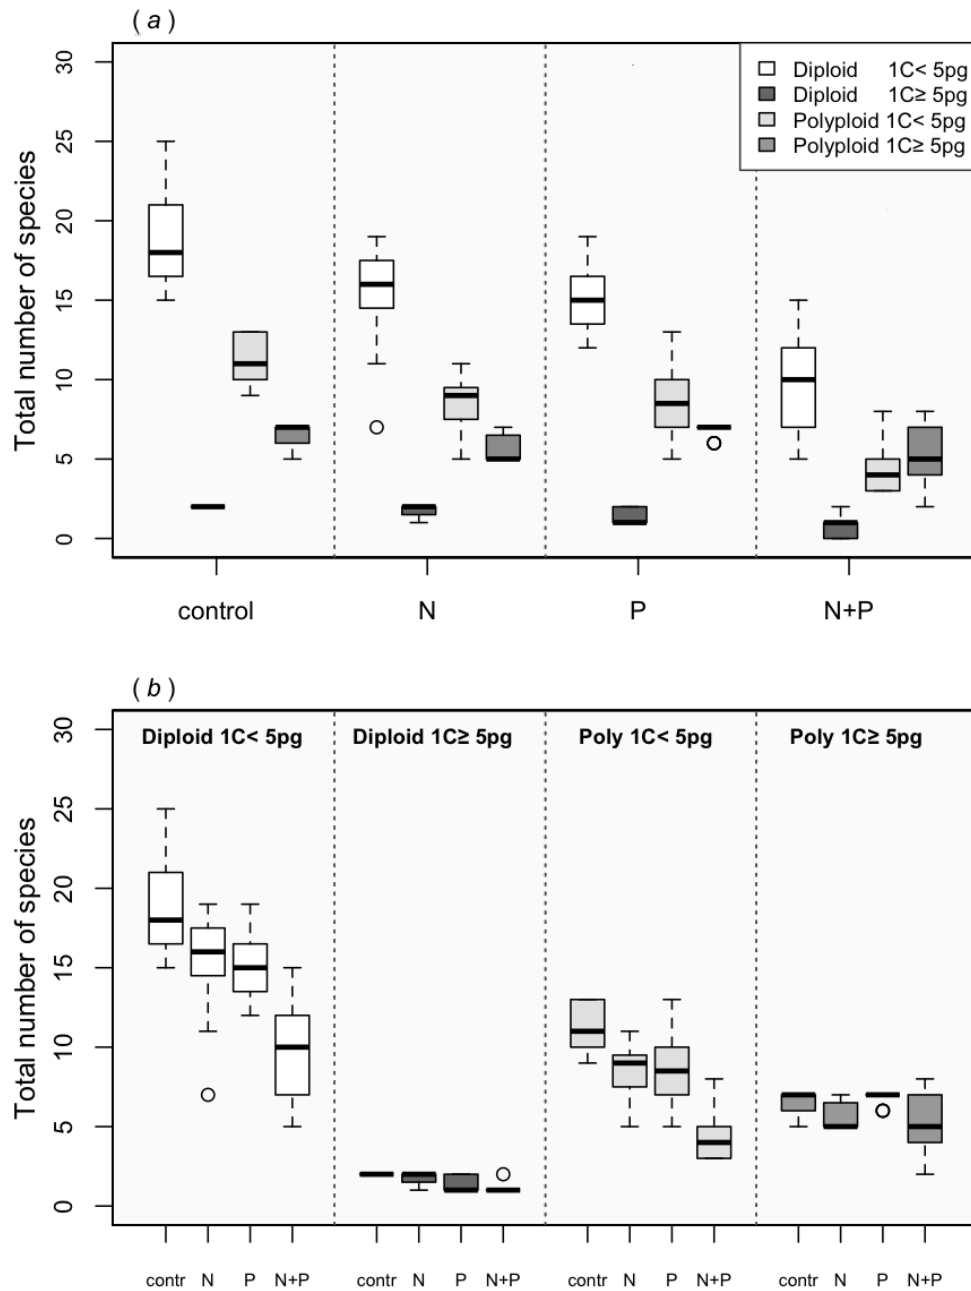 ( a )
Diploid 1C< 5pg
Diploid 1C≥ 5pg
Polyploid 1C< 5pg
Polyploid 1C≥ 5pg
Total number of species
30
25
20
15
10
5
0
control N P N+P
( b )
Diploid 1C< 5pg Diploid 1C≥ 5pg Poly 1C< 5pg Poly 1C≥ 5pg
Total number of species
30
25
20
15
10
5
0
contr N P N+P contr N P N+P contr N P N+P contr N P N+P